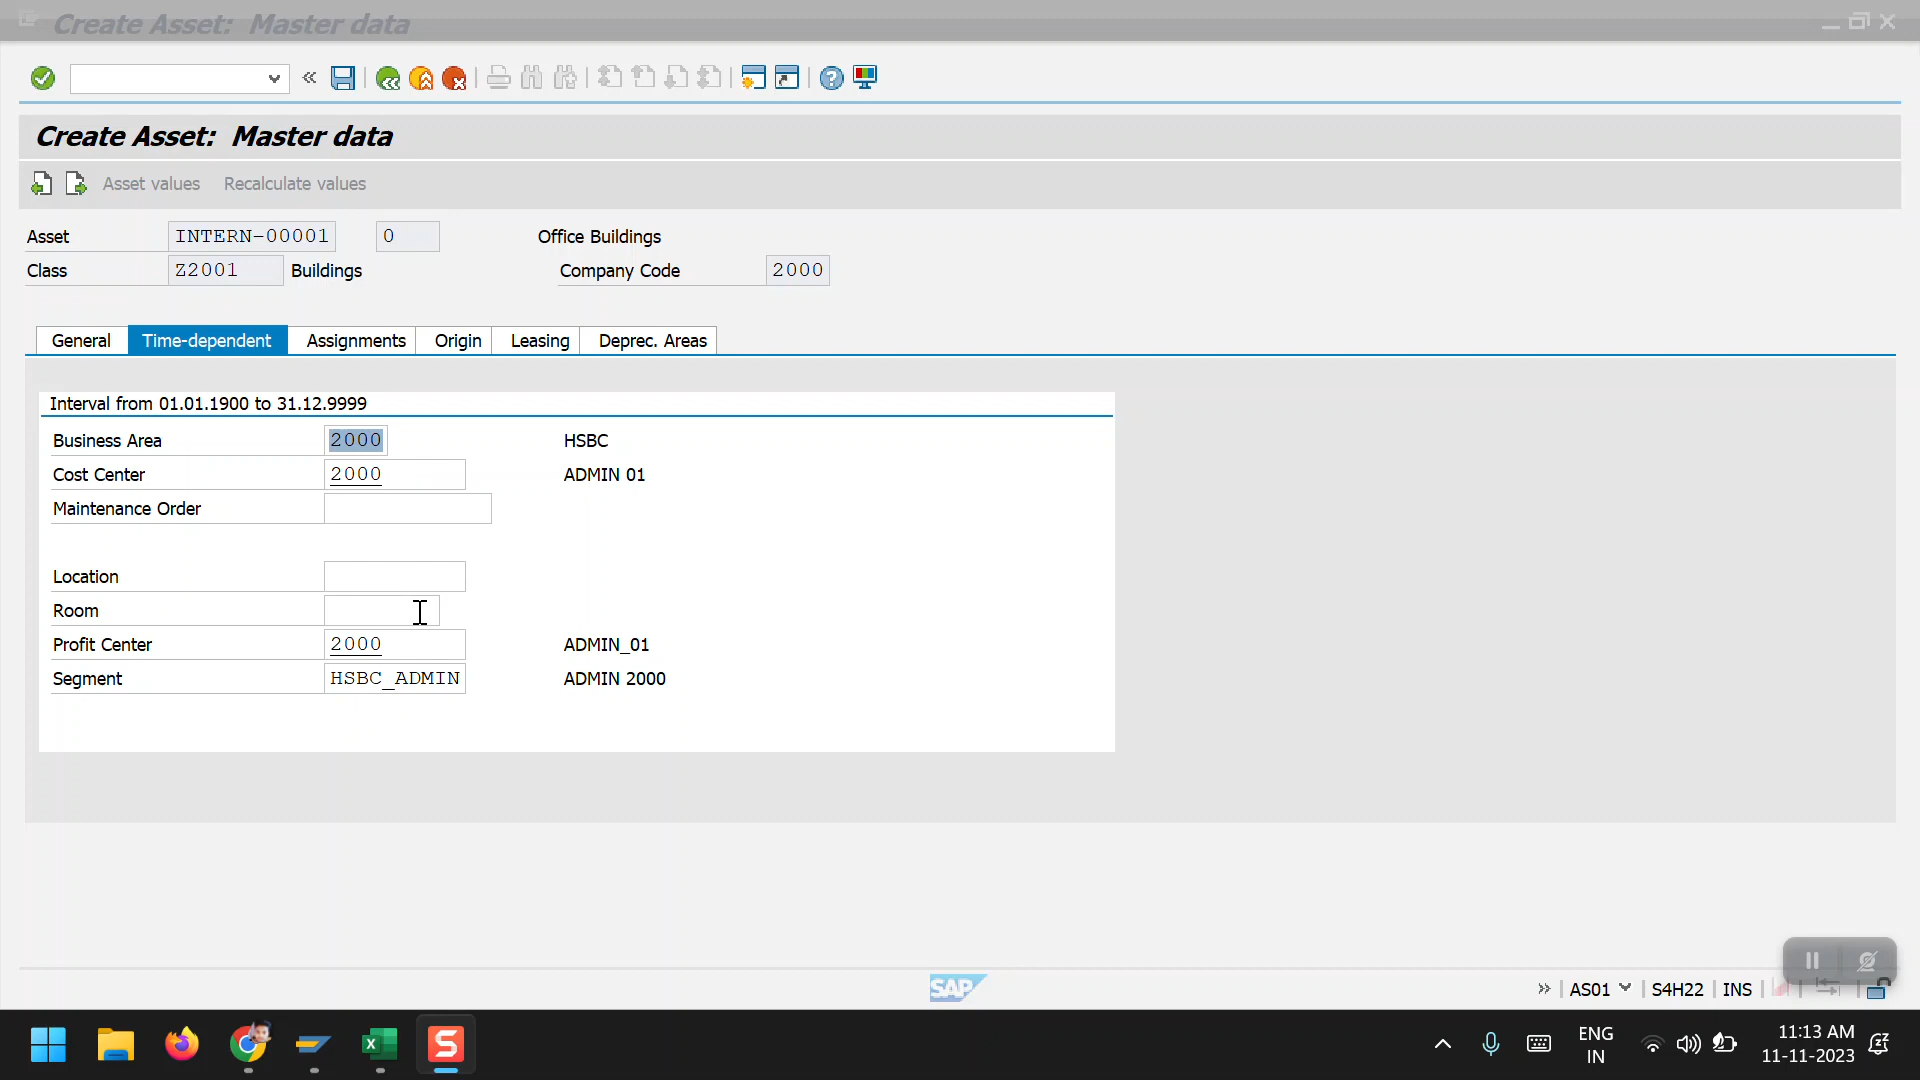 Create Asset: Master data
Create Asset: Master data
Asset values Recalculate values
Asset INTERN-00001 0 Office Buildings
Class Z2001 Buildings Company Code 2000
General Time-dependent Assignments Origin Leasing Deprec. Areas
Interval from 01.01.1900 to 31.12.9999
Business Area 2000 HSBC
Cost Center 2000 ADMIN 01
Maintenance Order
Location
Room
Profit Center 2000 ADMIN_01
Segment HSBC_ADMIN ADMIN 2000
SAP
AS01 S4H22 INS
S
ENG
IN
11:13 AM
11-11-2023